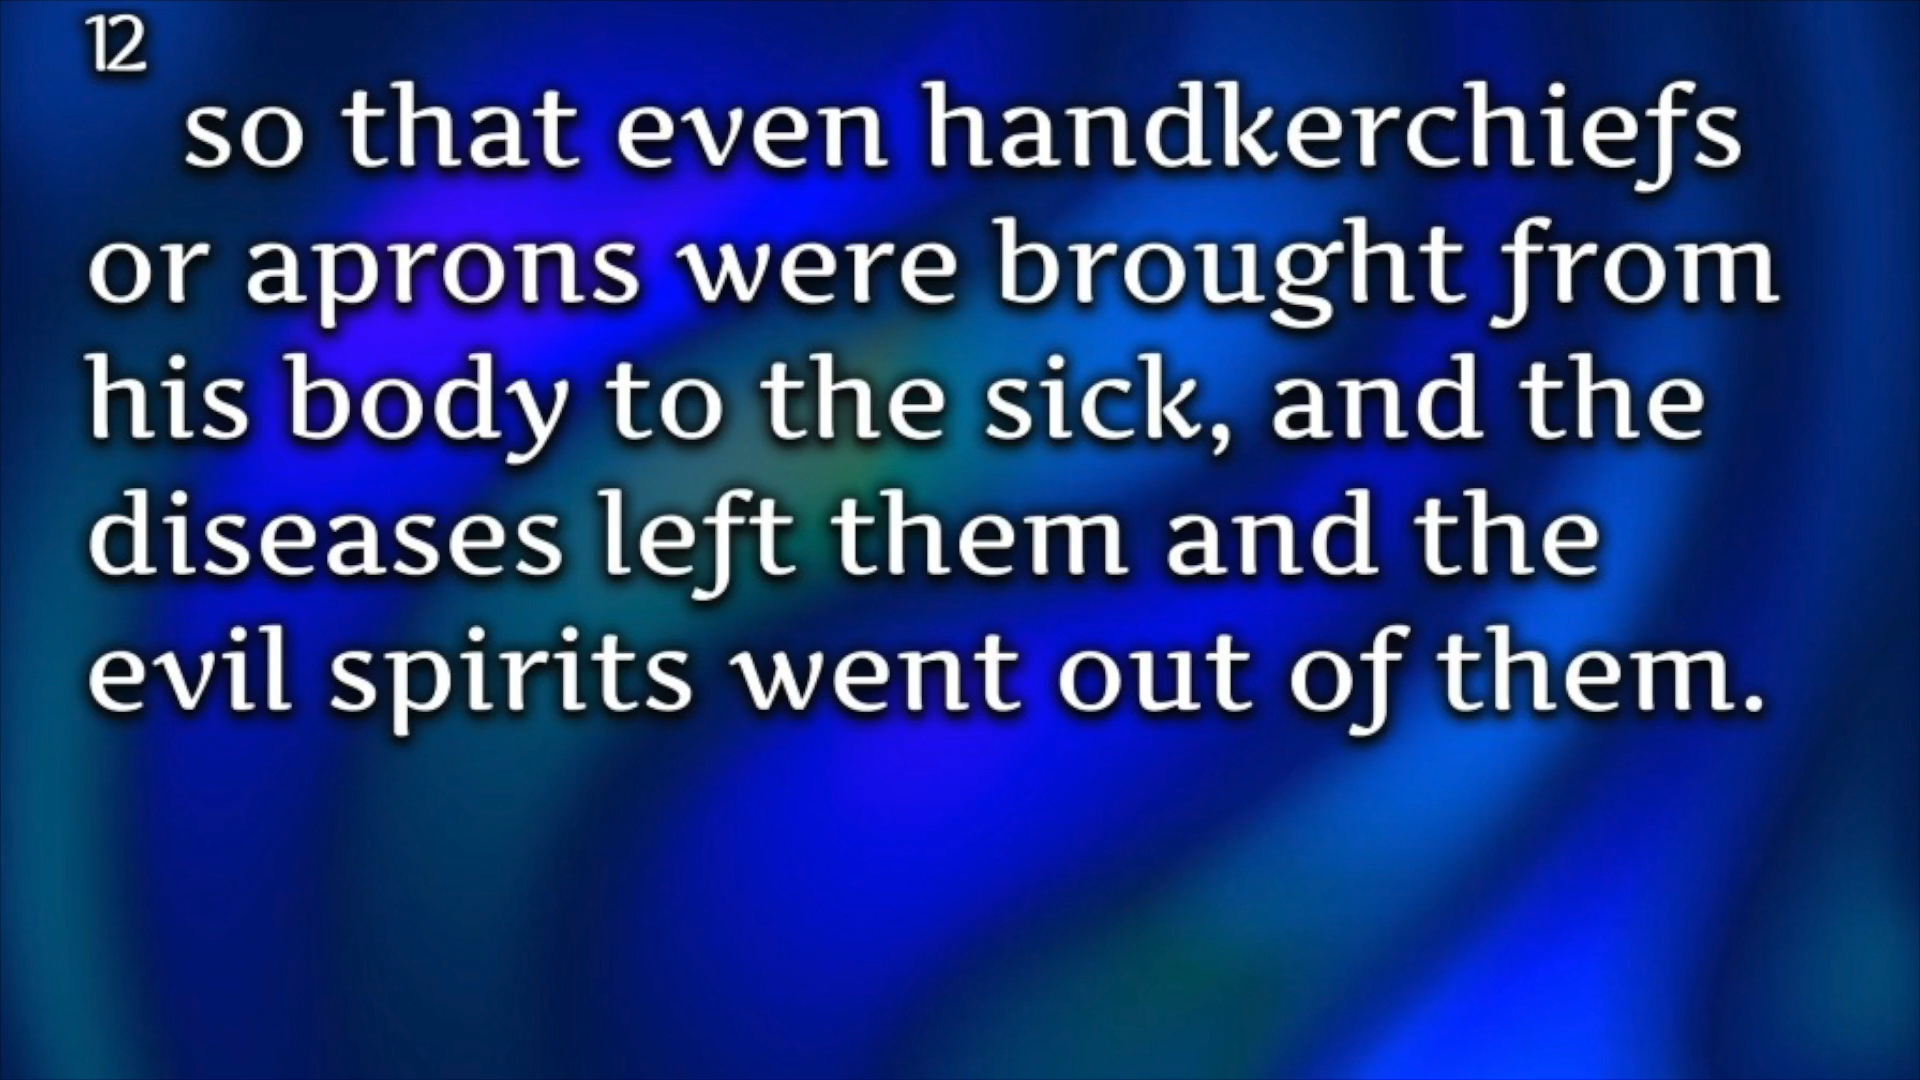 12
so that even handkerchiefs
or aprons were brought from
his body to the sick, and the
diseases left them and the
evil spirits went out of them.